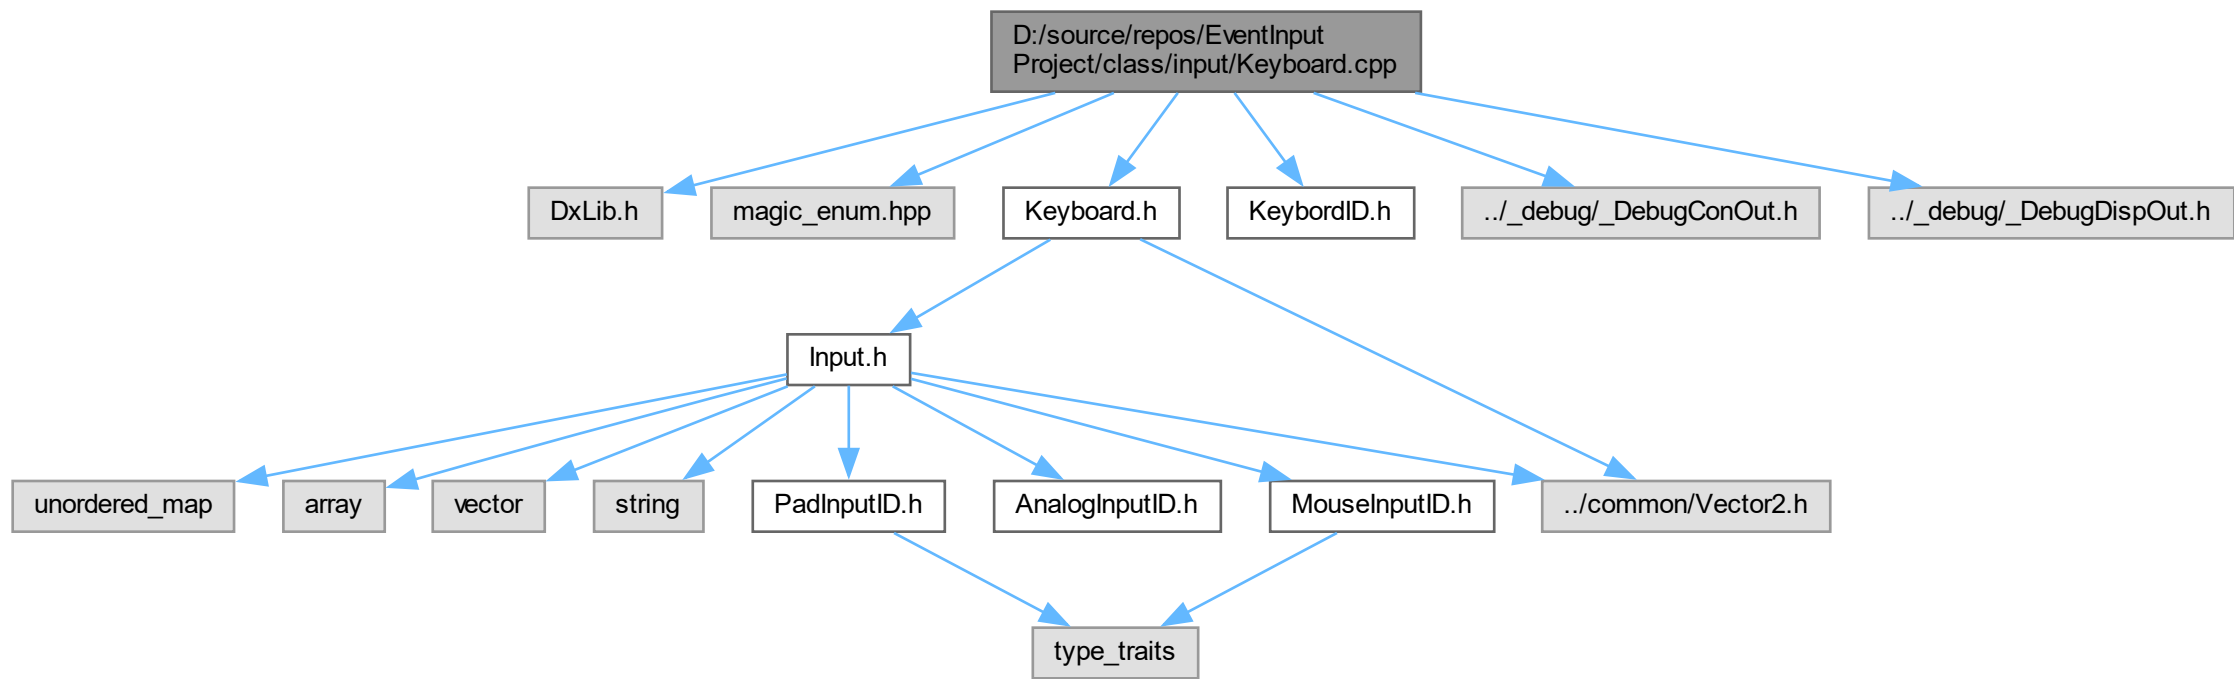 D:/source/repos/EventInput
Project/class/input/Keyboard.cpp
DxLib.h
magic_enum.hpp
Keyboard.h
KeybordID.h
../_debug/_DebugConOut.h
../_debug/_DebugDispOut.h
Input.h
unordered_map
array
vector
string
PadInputID.h
AnalogInputID.h
MouseInputID.h
../common/Vector2.h
type_traits